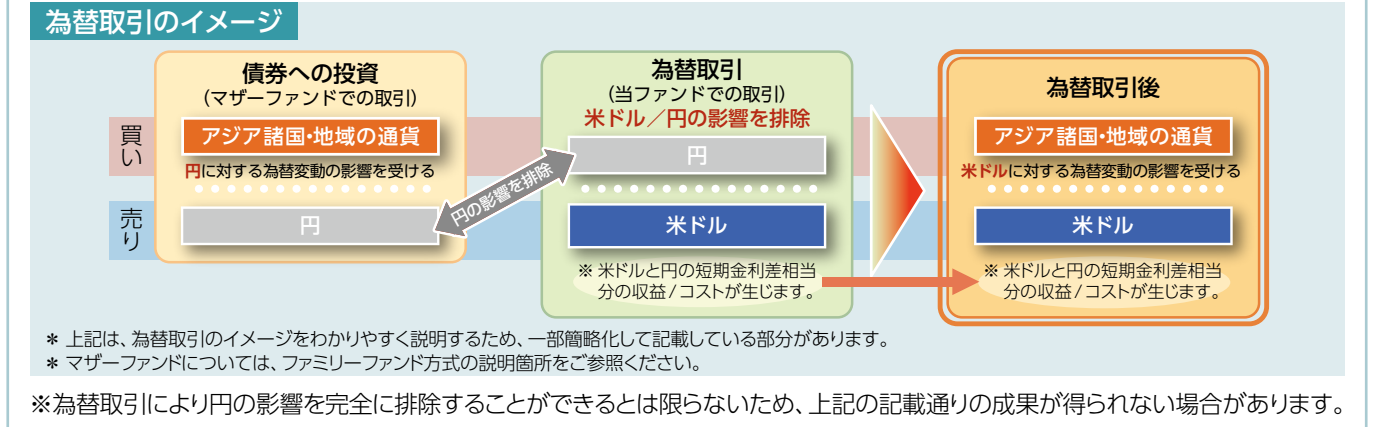 為替取引のイメージ
買い
売り
債券への投資
(マザーファンドでの取引)
アジア諸国・地域の通貨
円に対する為替変動の影響を受ける
円
円の影響を排除
為替取引
(当ファンドでの取引)
米ドル/円の影響を排除
円
米ドル
※ 米ドルと円の短期金利差相当
分の収益/コストが生じます。
為替取引後
アジア諸国・地域の通貨
米ドルに対する為替変動の影響を受ける
米ドル
※ 米ドルと円の短期金利差相当
分の収益/コストが生じます。
* 上記は、為替取引のイメージをわかりやすく説明するため、一部簡略化して記載している部分があります。
* マザーファンドについては、ファミリーファンド方式の説明箇所をご参照ください。
※為替取引により円の影響を完全に排除することができるとは限らないため、上記の記載通りの成果が得られない場合があります。